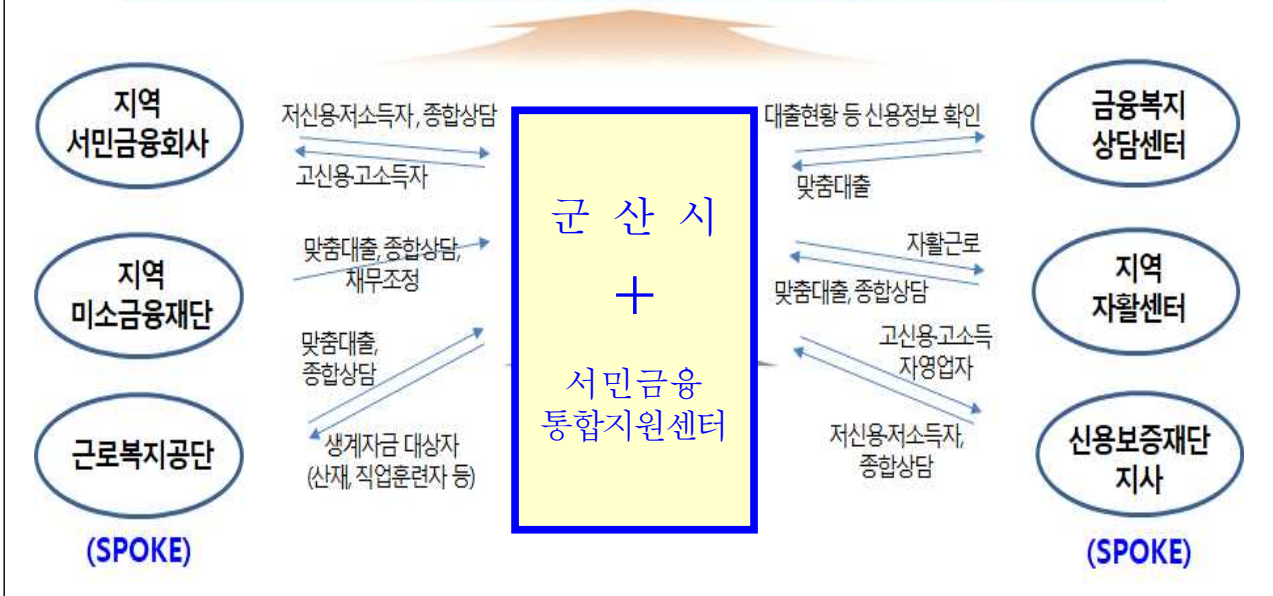 지역
서민금융회사
저신용·저소득자, 종합상담
고신용·고소득자
지역
미소금융재단
맞춤대출, 종합상담,
채무조정
맞춤대출,
종합상담
근로복지공단
생계자금 대상자
(산재, 직업훈련자 등)
(SPOKE)
군 산 시
+
서민금융
통합지원센터
대출현황 등 신용정보 확인
맞춤대출
금융복지
상담센터
자활근로
맞춤대출, 종합상담
지역
자활센터
고신용·고소득
자영업자
저신용·저소득자,
종합상담
신용보증재단
지사
(SPOKE)